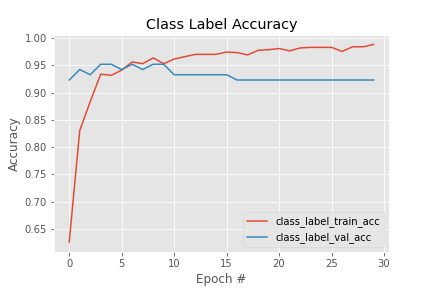 Class Label Accuracy
1.00
0.95
0.90
0.85
0.80
0.75
0.70
0.65
Accuracy
class_label_train_acc
class_label_val_acc
0 5 10 15 20 25 30
Epoch #